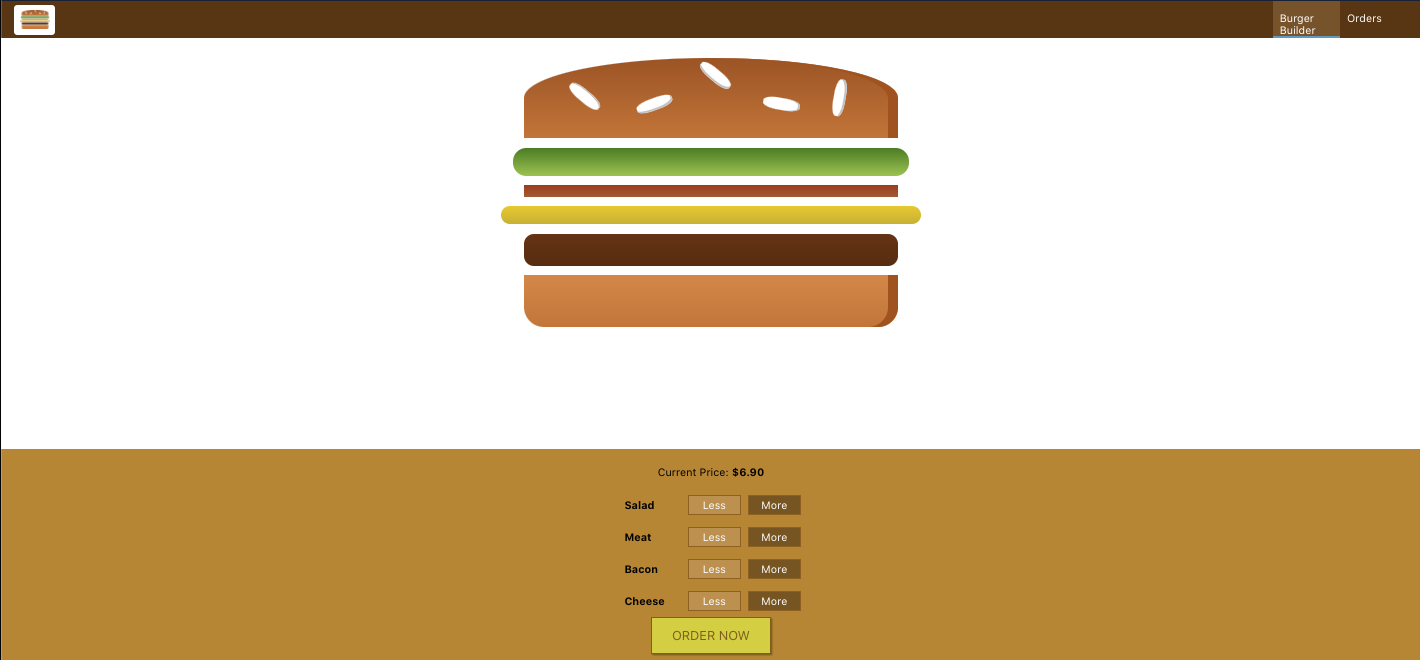 Burger
Builder
Orders
Current Price: $6.90
Salad Less More
Meat Less More
Bacon Less More
Cheese Less More
ORDER NOW